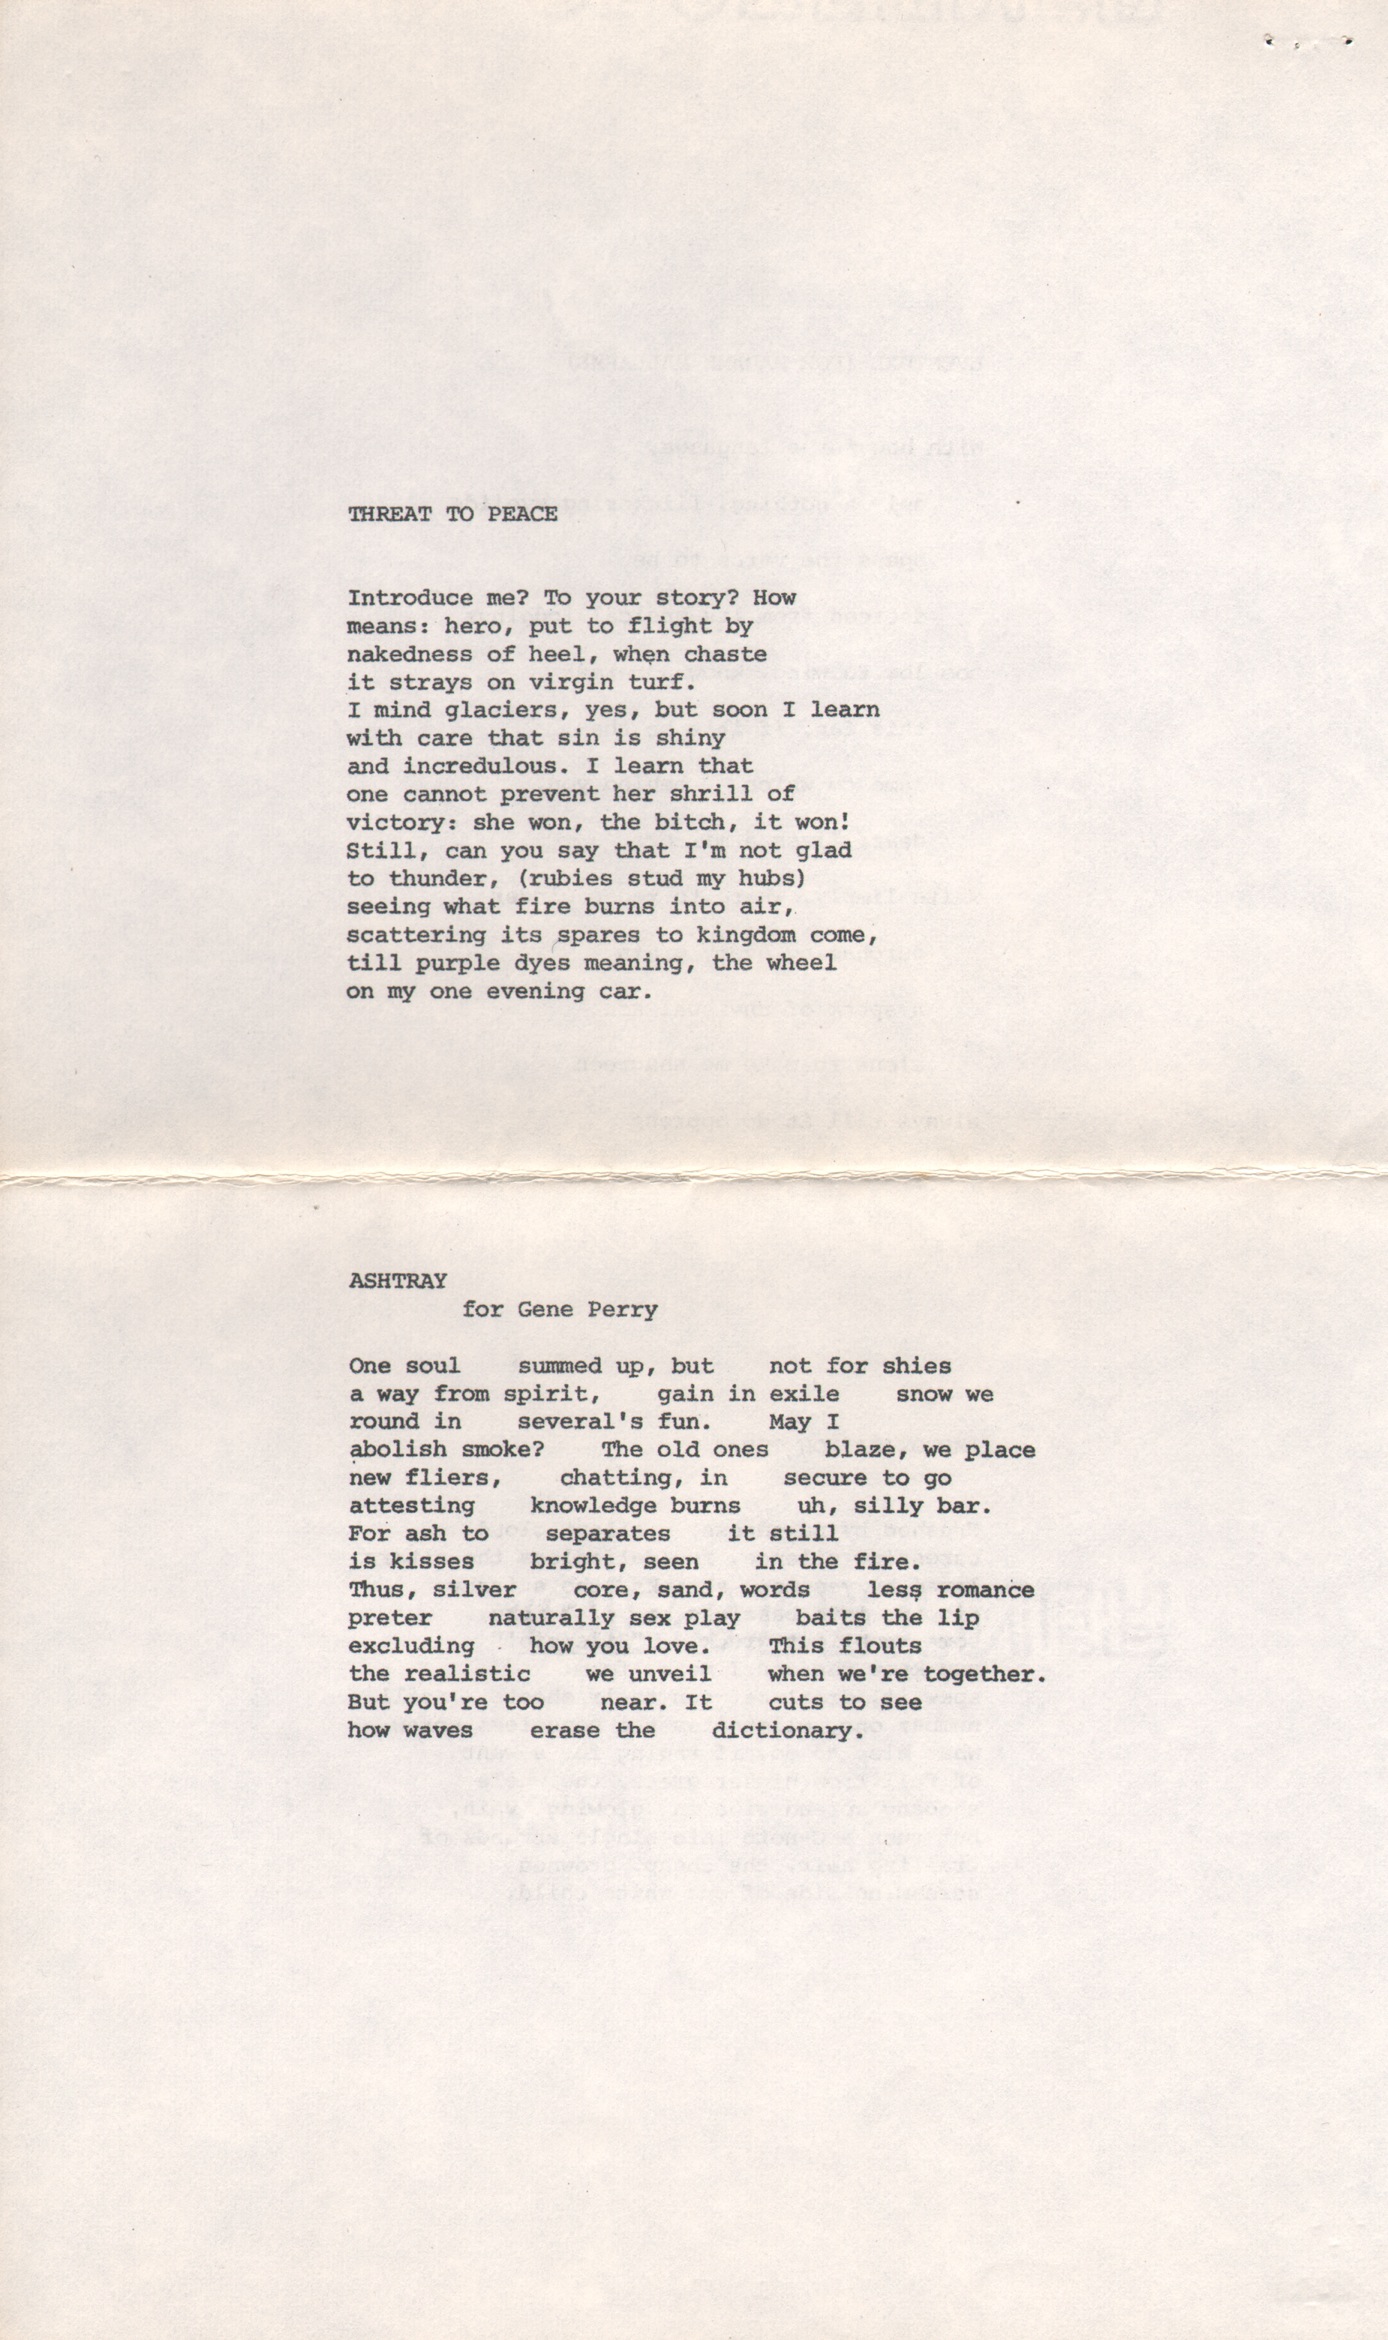 THREAT TO PEACE
Introduce me? To your story? How
means: hero, put to flight by
nakedness of heel, when chaste
it strays on virgin turf.
I mind glaciers, yes, but soon I learn
with care that sin is shiny
and incredulous. I learn that
one cannot prevent her shrill of
victory: she won, the bitch, it won!
Still, can you say that I'm not glad
to thunder, (rubies stud my hubs)
seeing what fire burns into air,
scattering its spares to kingdom come,
till purple dyes meaning, the wheel
on my one evening car.
ASHTRAY
for Gene Perry
One soul    summed up, but    not for shies
a way from spirit,    gain in exile    snow we
round in    several's fun.    May I
abolish smoke?    The old ones    blaze, we place
new fliers,    chatting, in    secure to go
attesting    knowledge burns    uh, silly bar.
For ash to    separates    it still
is kisses    bright, seen    in the fire.
Thus, silver    core, sand, words    less romance
preter    naturally sex play    baits the lip
excluding    how you love.    This flouts
the realistic    we unveil    when we're together.
But you're too    near. It    cuts to see
how waves    erase the    dictionary.